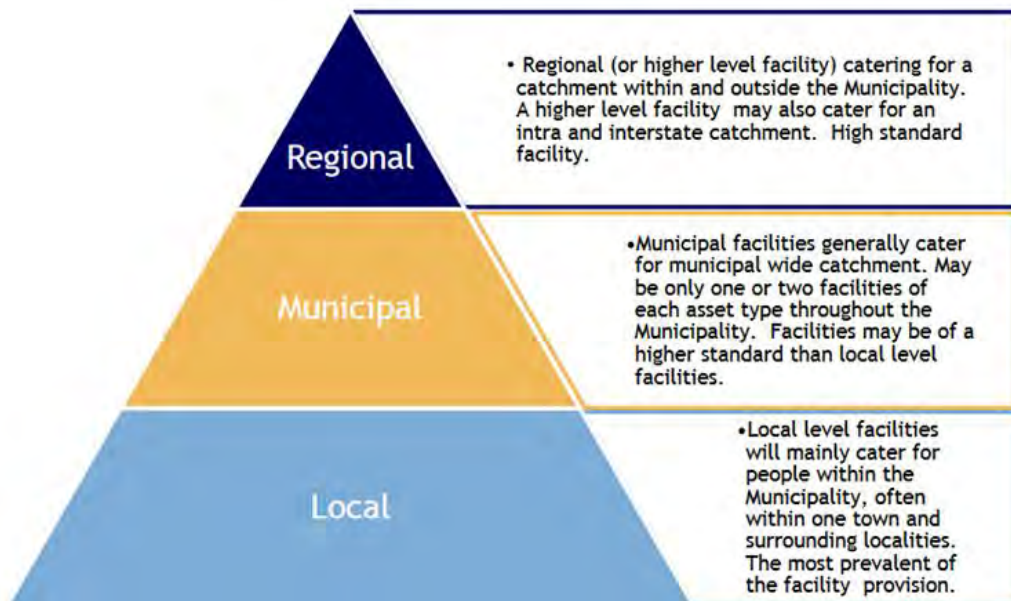 Regional
• Regional (or higher level facility) catering for a
catchment within and outside the Municipality.
A higher level facility may also cater for an
intra and interstate catchment. High standard
facility.
Municipal
•Municipal facilities generally cater
for municipal wide catchment. May
be only one or two facilities of
each asset type throughout the
Municipality. Facilities may be of a
higher standard than local level
facilities.
Local
•Local level facilities
will mainly cater for
people within the
Municipality, often
within one town and
surrounding localities.
The most prevalent of
the facility provision.